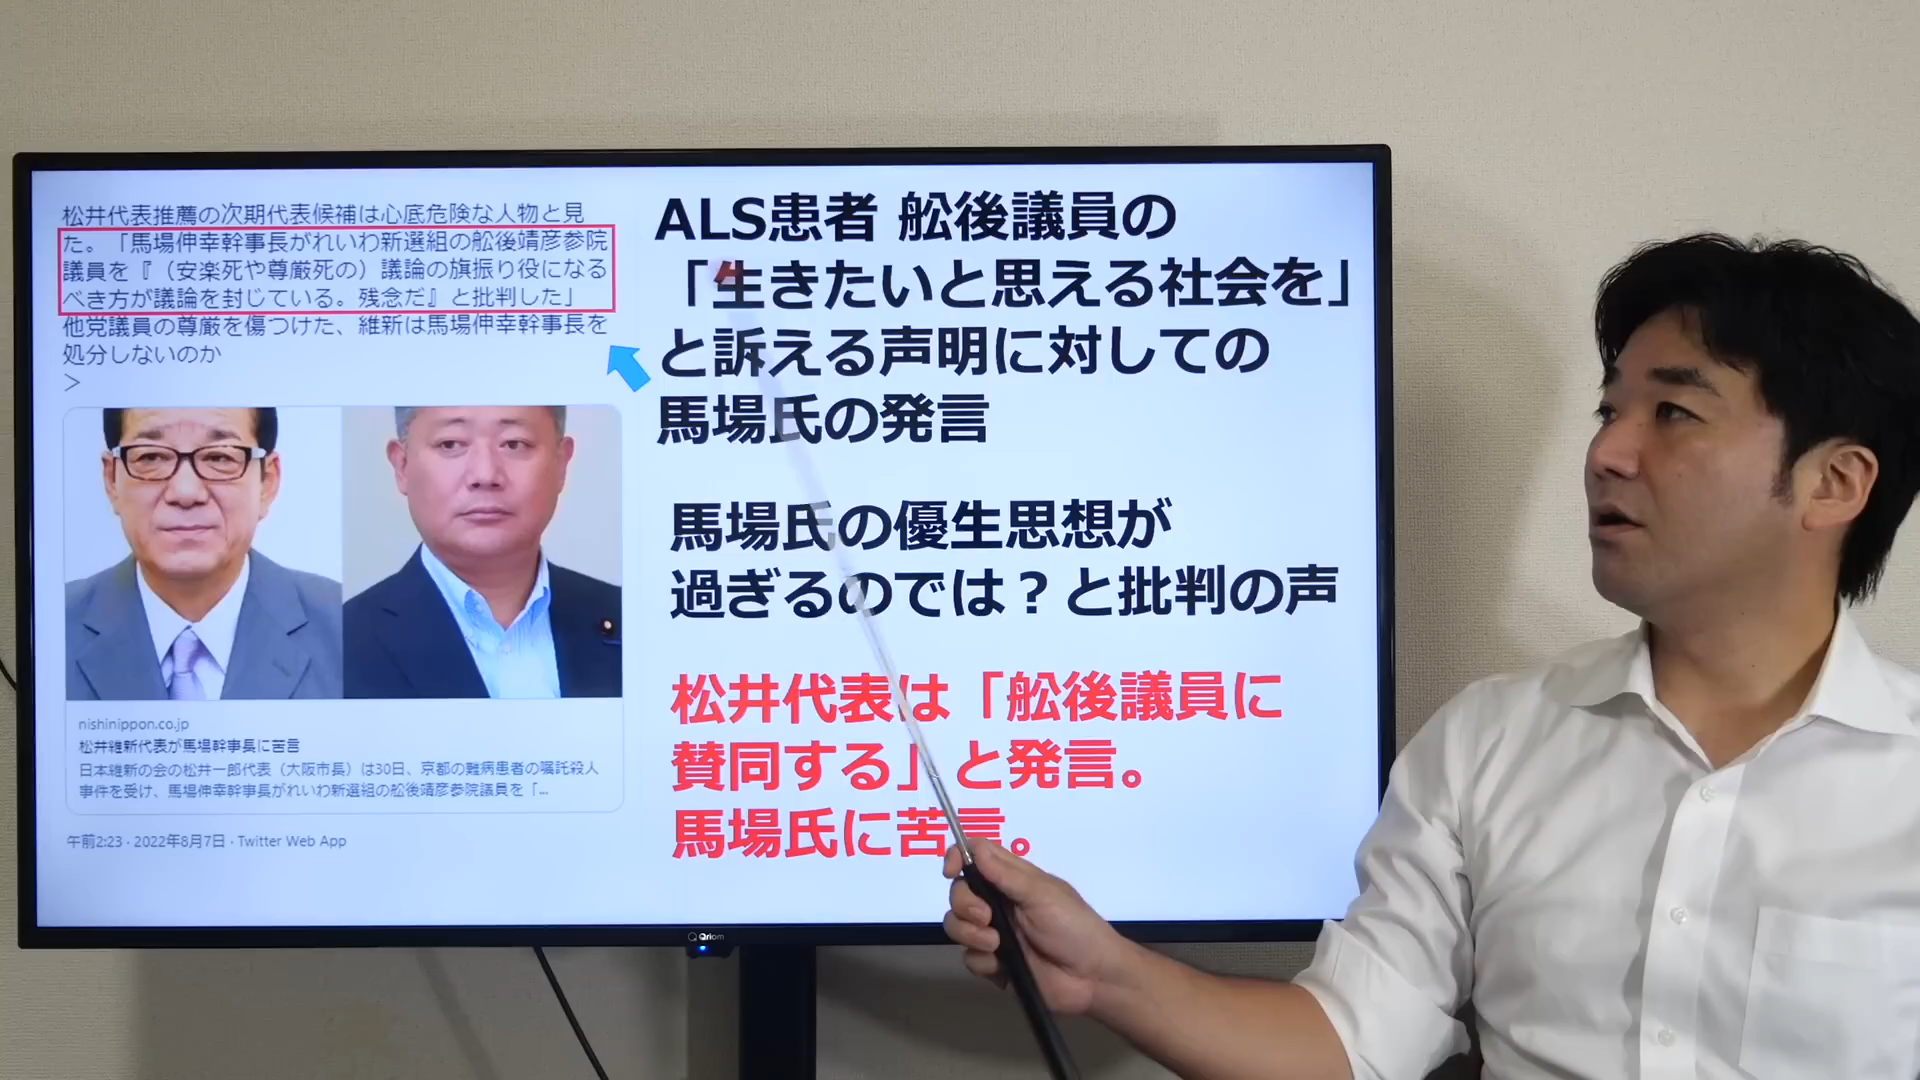 松井代表推薦の次期代表候補は心底危険な人物と見
た。「馬場伸幸幹事長がれいわ新選組の舩後靖彦参院
議員を『（安楽死や尊厳死の）議論の旗振り役になる
べき方が議論を封じている。残念だ』と批判した」
他党議員の尊厳を傷つけた、維新は馬場伸幸幹事長を
処分しないのか
>
nishinippon.co.jp
松井維新代表が馬場幹事長に苦言
日本維新の会の松井一郎代表（大阪市長）は30日、京都の難病患者の嘱託殺人
事件を受け、馬場伸幸幹事長がれいわ新選組の舩後靖彦参院議員を「...
午前2:23 · 2022年8月7日 · Twitter Web App
ALS患者 舩後議員の
「生きたいと思える社会を」
と訴える声明に対しての
馬場氏の発言
馬場氏の優生思想が
過ぎるのでは？と批判の声
松井代表は「舩後議員に
賛同する」と発言。
馬場氏に苦言。
Qriom